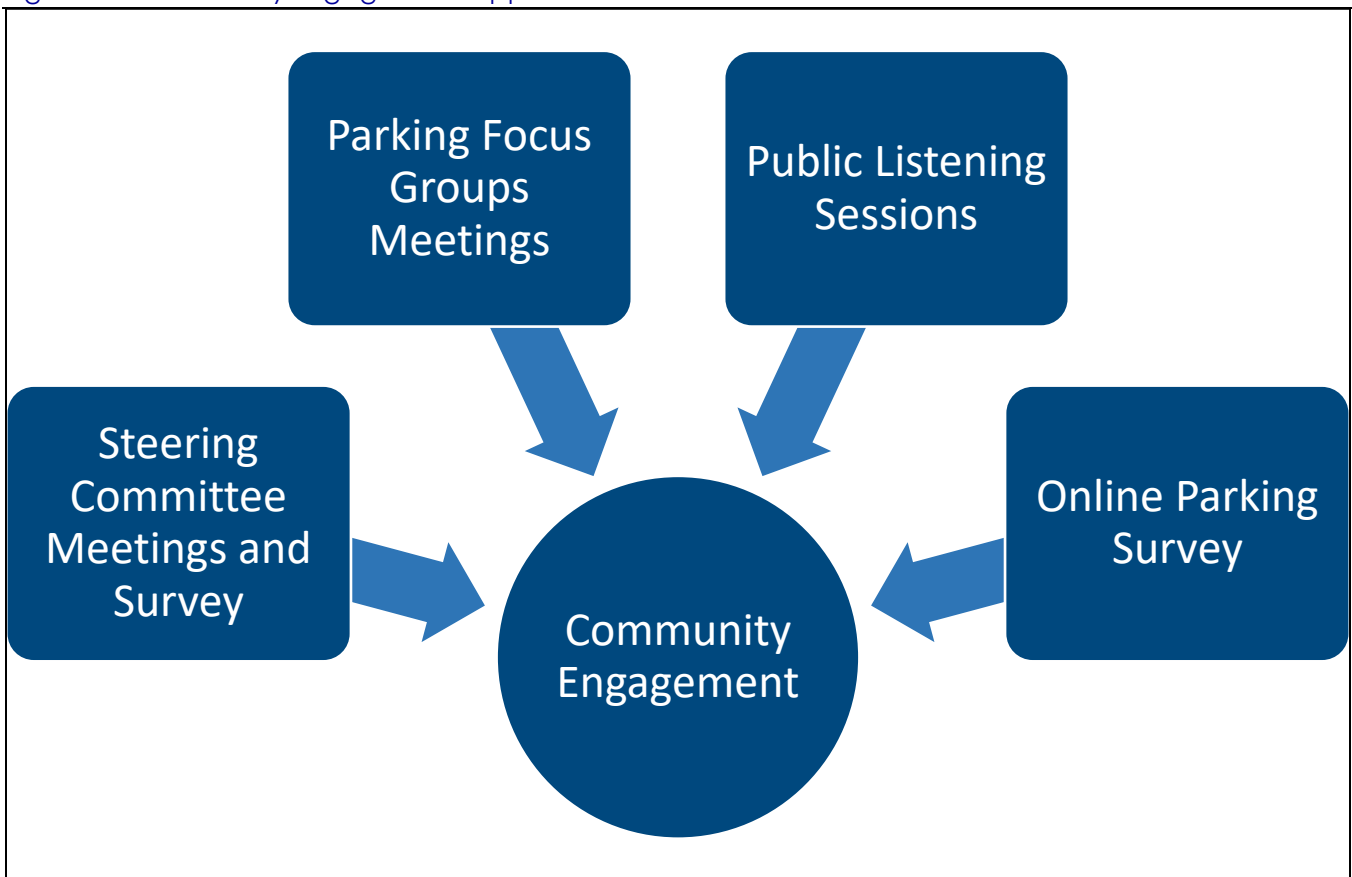 Parking Focus
Groups
Meetings
Public Listening
Sessions
Steering
Committee
Meetings and
Survey
Online Parking
Survey
Community
Engagement